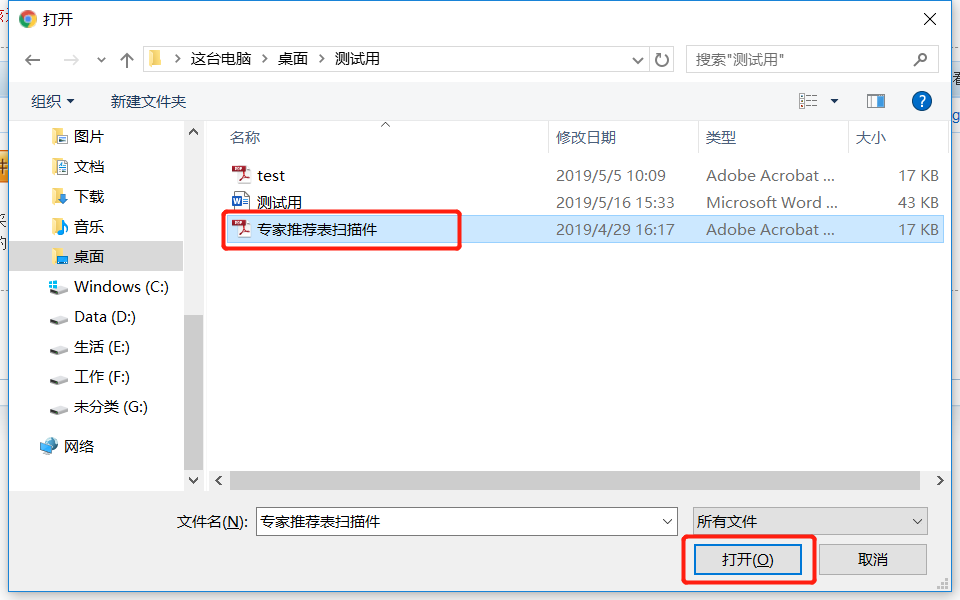 打开
这台电脑 > 桌面 > 测试用
搜索"测试用"
组织 新建文件夹
名称 修改日期 类型 大小
图片
文档
下载
音乐
桌面
Windows (C:)
Data (D:)
生活 (E:)
工作 (F:)
未分类 (G:)
网络
test 2019/5/5 10:09 Adobe Acrobat ... 17 KB
测试用 2019/5/16 15:33 Microsoft Word ... 43 KB
专家推荐表扫描件 2019/4/29 16:17 Adobe Acrobat ... 17 KB
文件名(N): 专家推荐表扫描件 所有文件
打开(O) 取消